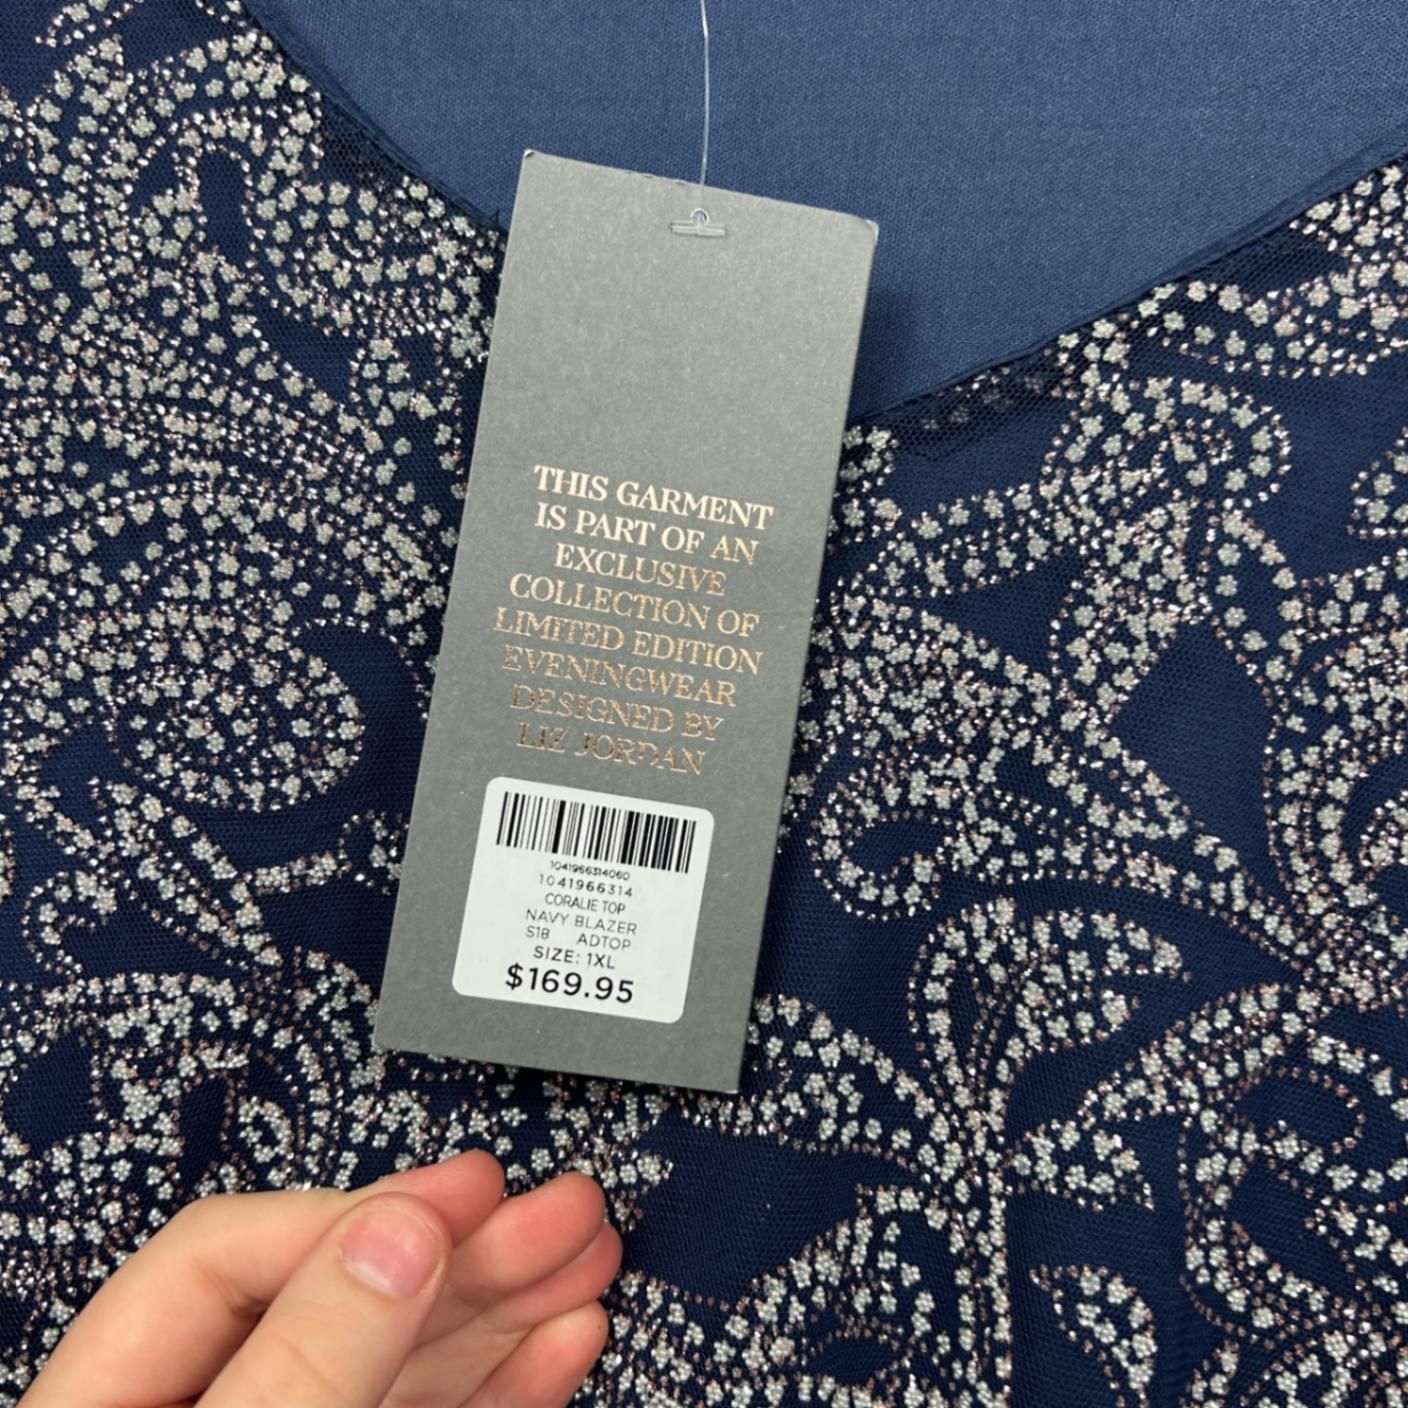 THIS GARMENT
IS PART OF AN
EXCLUSIVE
COLLECTION OF
LIMITED EDITION
EVENINGWEAR
DESIGNED BY
LIZ JORDAN
1041966314060
1041966314
CORALIE TOP
NAVY BLAZER
S18 ADTOP
SIZE: 1XL
$169.95